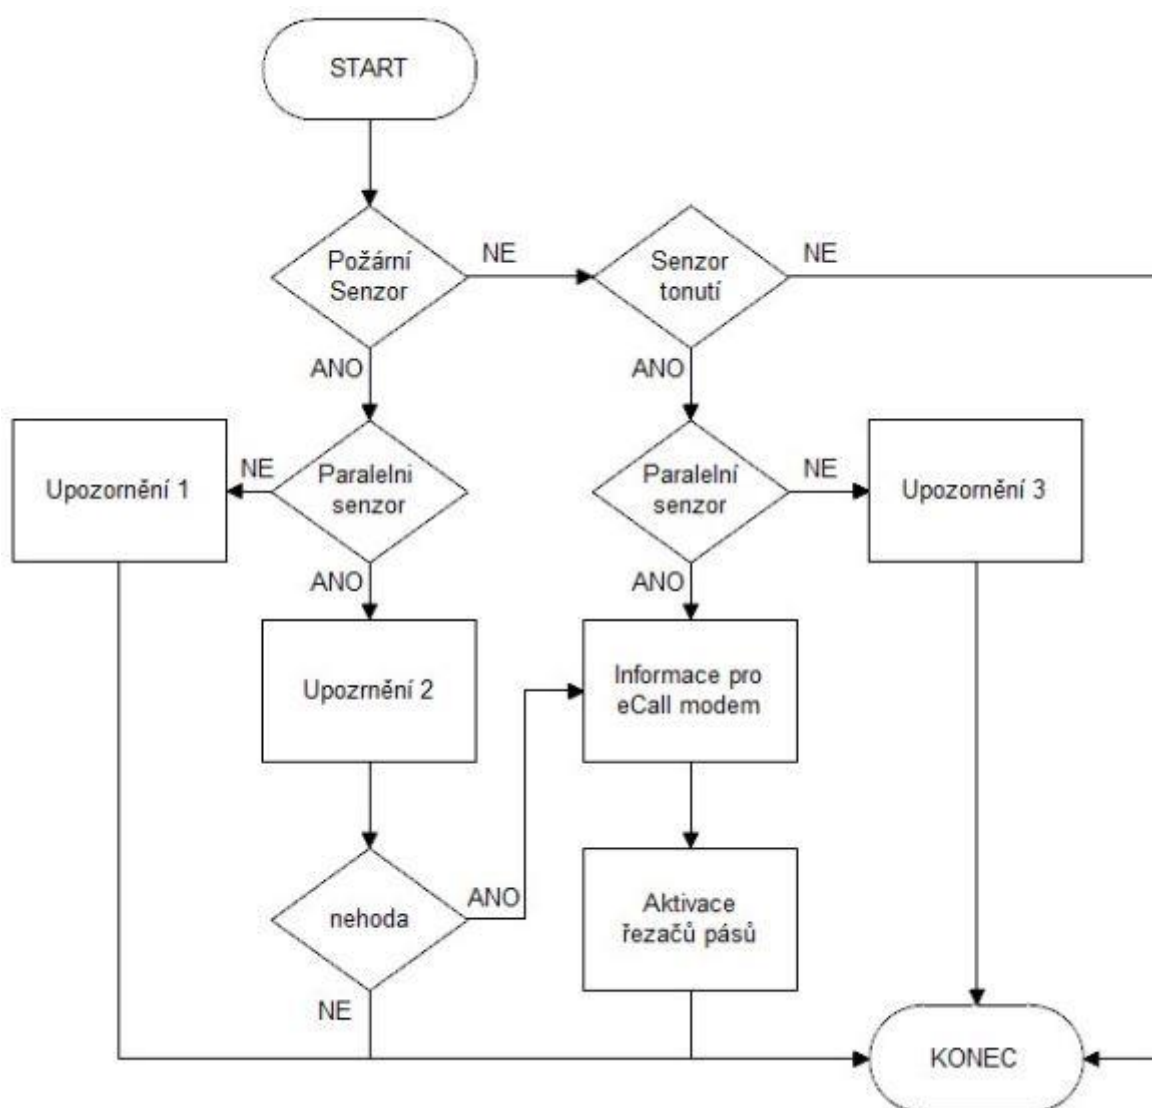 START
Požární
Senzor
NE
Senzor
tonutí
NE
ANO
ANO
Upozornění 1
NE
Paralelni
senzor
Paralelní
senzor
NE
Upozornění 3
ANO
ANO
Upozrnění 2
Informace pro
eCall modem
nehoda
ANO
Aktivace
řezačů pásů
NE
KONEC